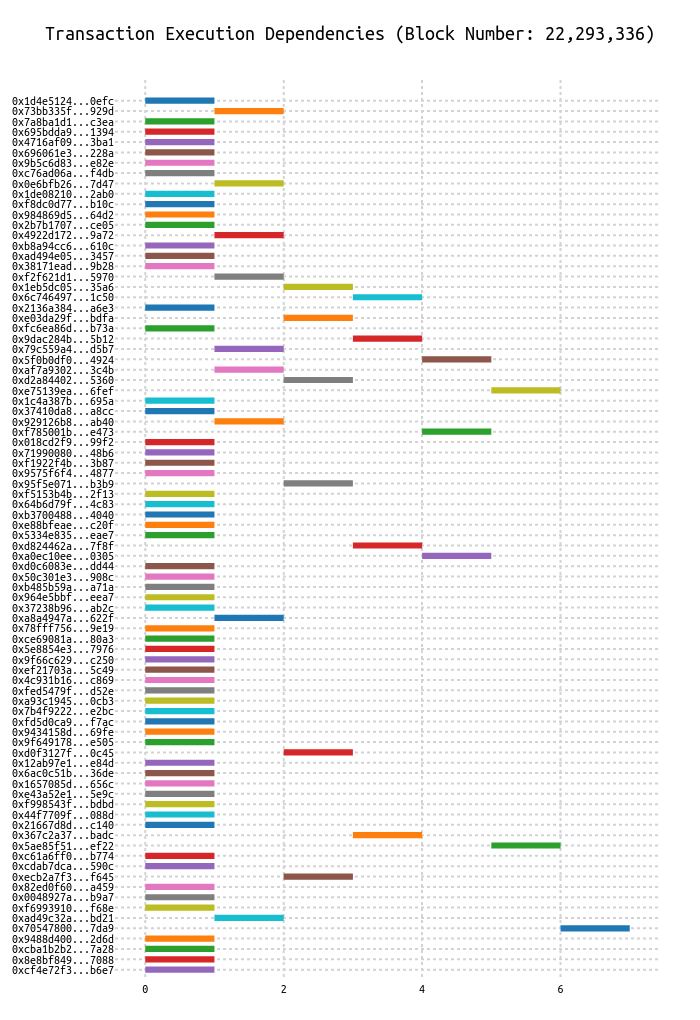 Transaction Execution Dependencies (Block Number: 22,293,336)
0x1d4e5124...0efc
0x73bb335f...929d
0x7a8ba1d1...c3ea
0x695bdda9...1394
0x4716af09...3ba1
0x696061e3...228a
0x9b5c6d83...e82e
0xc76ad06a...f4db
0x0e6bfb26...7d47
0x1de08210...2ab0
0xf8dc0d77...b10c
0x984869d5...64d2
0x2b7b1707...ce05
0x4922d172...9a72
0xb8a94cc6...610c
0xad494e05...3457
0x38171ead...9b28
0xf2f621d1...5970
0x1eb5dc05...35a6
0x6c746497...1c50
0x2136a384...a6e3
0xe03da29f...bdfa
0xfc6ea86d...b73a
0x9dac284b...5b12
0x79c559a4...d5b7
0x5f0b0df0...4924
0xaf7a9302...3c4b
0xd2a84402...5360
0xe75139ea...6fef
0x1c4a387b...695a
0x37410da8...a8cc
0x929126b8...ab40
0xf785001b...e473
0x018cd2f9...99f2
0x71990080...48b6
0xf1922f4b...3b87
0x9575f6f4...4877
0x95f5e071...b3b9
0xf5153b4b...2f13
0x64b6d79f...4c83
0xb3700488...4040
0xe88bfeae...c20f
0x5334e835...eae7
0xd824462a...7f8f
0xa0ec10ee...0305
0xd0c6083e...dd44
0x50c301e3...908c
0xb485b59a...a71a
0x964e5bbf...eea7
0x37238b96...ab2c
0xa8a4947a...622f
0x78fff756...9e19
0xce69081a...80a3
0x5e8854e3...7976
0x9f66c629...c250
0xef21703a...5c49
0x4c931b16...c869
0xfed5479f...d52e
0xa93c1945...0cb3
0x7b4f9222...e2bc
0xfd5d0ca9...f7ac
0x9434158d...69fe
0x9f649178...e505
0xd0f3127f...0c45
0x12ab97e1...e84d
0x6ac0c51b...36de
0x1657085d...656c
0xe43a52e1...5e9c
0xf998543f...bdbd
0x44f7709f...088d
0x21667d8d...c140
0x367c2a37...badc
0x5ae85f51...ef22
0xc61a6ff0...b774
0xcdab7dca...590c
0xecb2a7f3...f645
0x82ed0f60...a459
0x0048927a...b9a7
0xf6993910...f68e
0xad49c32a...bd21
0x70547800...7da9
0x9488d400...2d6d
0xcba1b2b2...7a28
0x8e8bf849...7088
0xcf4e72f3...b6e7
0 2 4 6